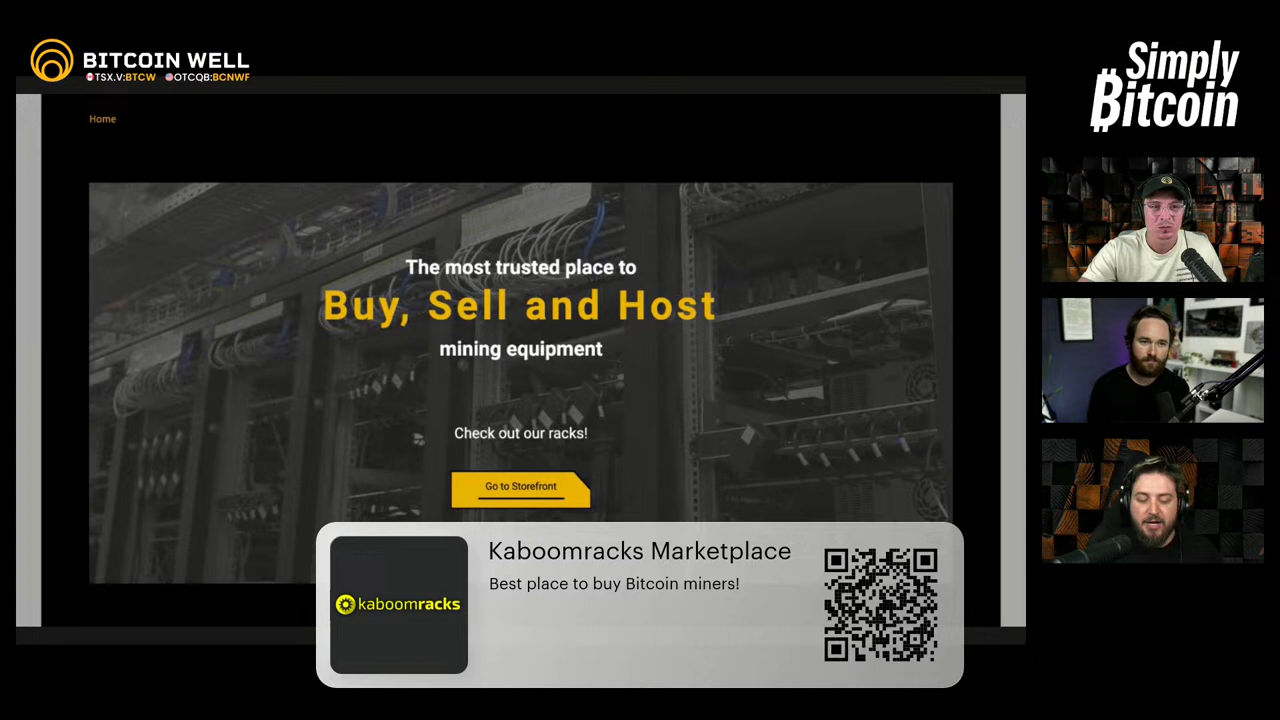 BITCOIN WELL
TSX.V:BTCW OTCQB:BCNWF
Simply
Bitcoin
Home
The most trusted place to
Buy, Sell and Host
mining equipment
Check out our racks!
Go to Storefront
kaboomracks
Kaboomracks Marketplace
Best place to buy Bitcoin miners!